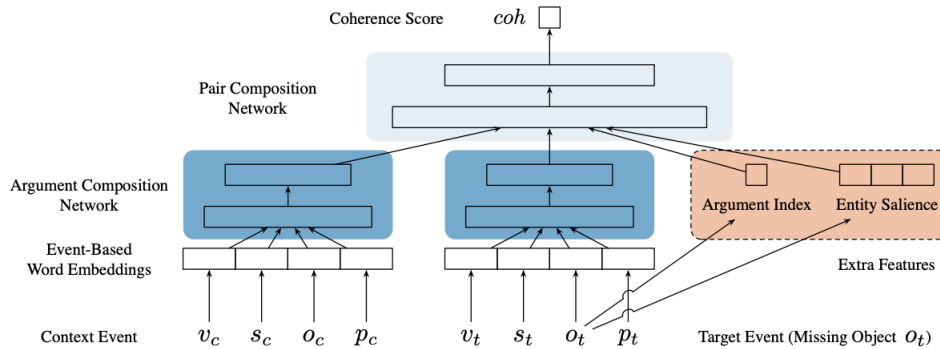 Coherence Score coh
Pair Composition
Network
Argument Composition
Network
Argument Index Entity Salience
Event-Based
Word Embeddings
Extra Features
Context Event v_c s_c o_c p_c v_t s_t o_t p_t Target Event (Missing Object o_t)